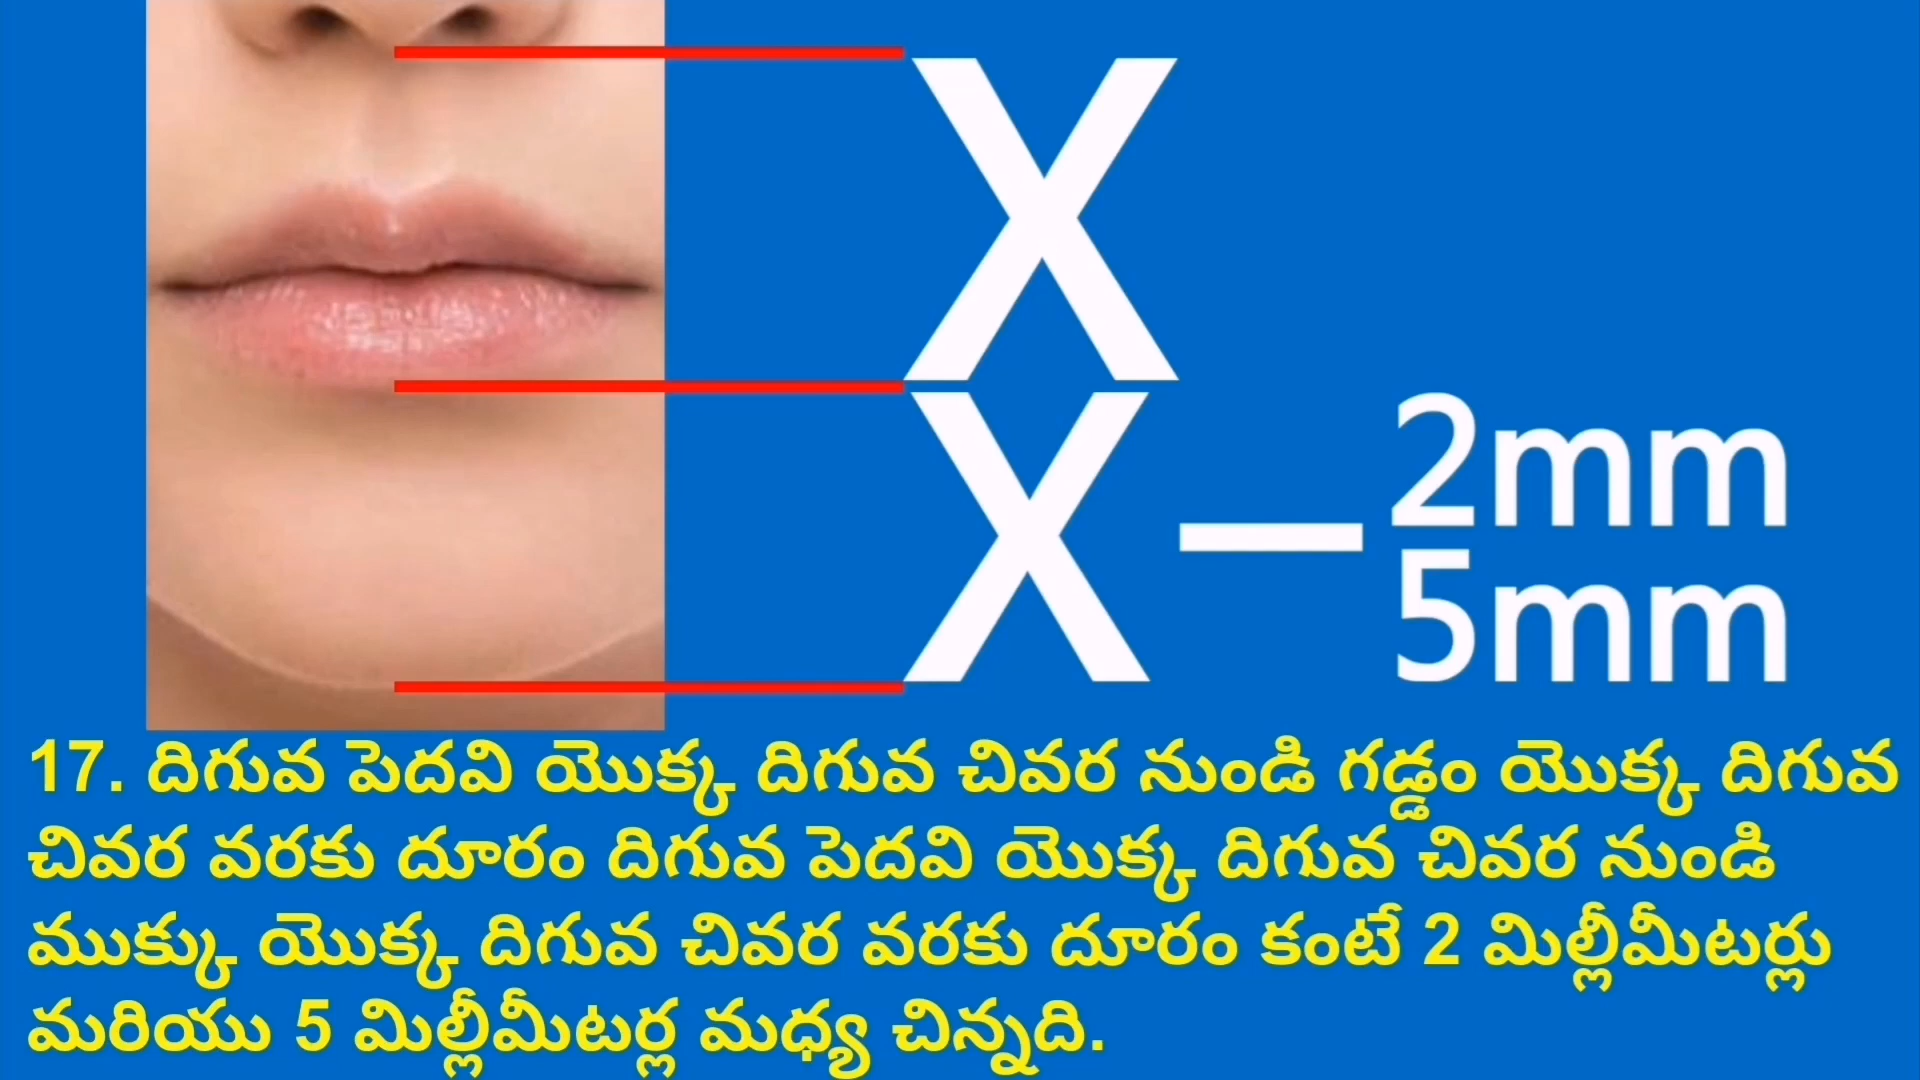 X
X – 2mm
5mm
17. దిగువ పెదవి యొక్క దిగువ చివర నుండి గడ్డం యొక్క దిగువ
చివర వరకు దూరం దిగువ పెదవి యొక్క దిగువ చివర నుండి
ముక్కు యొక్క దిగువ చివర వరకు దూరం కంటే 2 మిల్లీమీటర్లు
మరియు 5 మిల్లీమీటర్ల మధ్య చిన్నది.